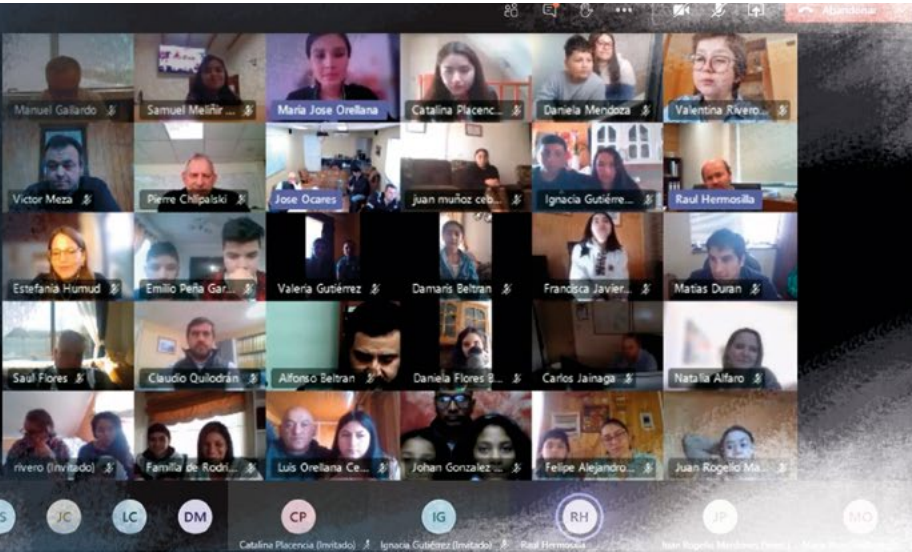 Abandonar
Manuel Gallardo
Samuel Meliñir ...
Maria Jose Orellana
Catalina Placenc...
Daniela Mendoza
Valentina Rivero...
Victor Meza
Pierre Chlipalski
Jose Ocares
juan muñoz ceb...
Ignacia Gutiérre...
Raul Hermosilla
Estefania Humud
Emilio Peña Gar...
Valeria Gutiérrez
Damaris Beltran
Francisca Javier...
Matias Duran
Saul Flores
Claudio Quilodrán
Alfonso Beltran
Daniela Flores B...
Carlos Jainaga
Natalia Alfaro
rivero (Invitado)
Familia de Rodri...
Luis Orellana Ce...
Johan Gonzalez ...
Felipe Alejandro...
Juan Rogelio Ma...
S JC LC DM CP IG RH JP MO
Catalina Placencia (Invitado) Ignacia Gutiérrez (Invitado) Raul Hermosilla